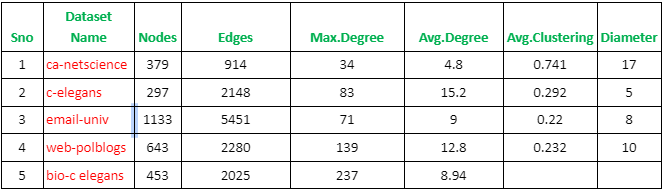 Sno Dataset Name Nodes Edges Max.Degree Avg.Degree Avg.Clustering Diameter
1 ca-netscience 379 914 34 4.8 0.741 17
2 c-elegans 297 2148 83 15.2 0.292 5
3 email-univ 1133 5451 71 9 0.22 8
4 web-polblogs 643 2280 139 12.8 0.232 10
5 bio-c elegans 453 2025 237 8.94